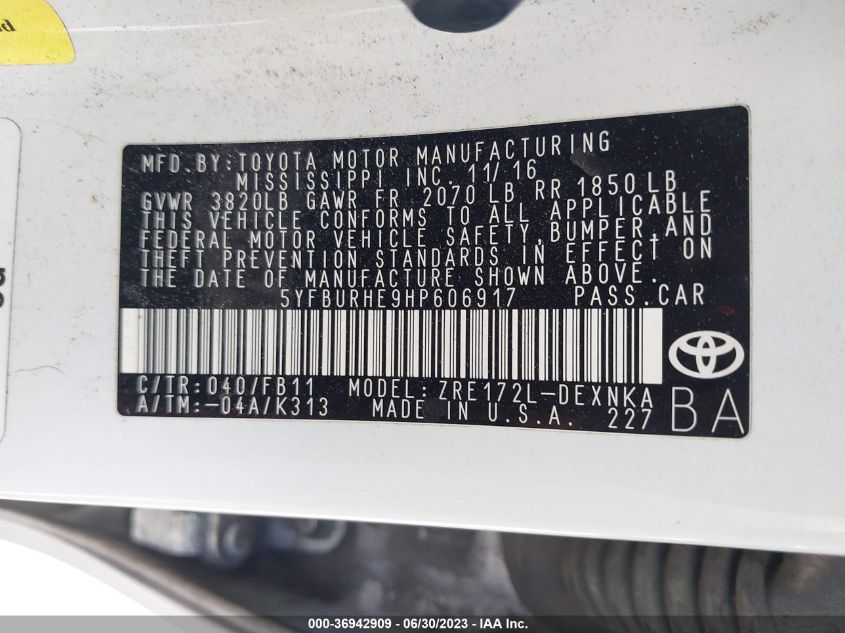 MFD. BY: TOYOTA MOTOR MANUFACTURING
MISSISSIPPI INC. 11/16
GVWR 3820LB GAWR FR 2070 LB RR 1850 LB
THIS VEHICLE CONFORMS TO ALL APPLICABLE
FEDERAL MOTOR VEHICLE SAFETY, BUMPER, AND
THEFT PREVENTION STANDARDS IN EFFECT ON
THE DATE OF MANUFACTURE SHOWN ABOVE.
5YFBURHE9HP606917 PASS. CAR
C/TR: 040/FB11 MODEL: ZRE172L-DEXNKA
A/TM: -04A/K313 MADE IN U.S.A. 227
BA
000-36942909 / 06/30/2023 - IAA Inc.